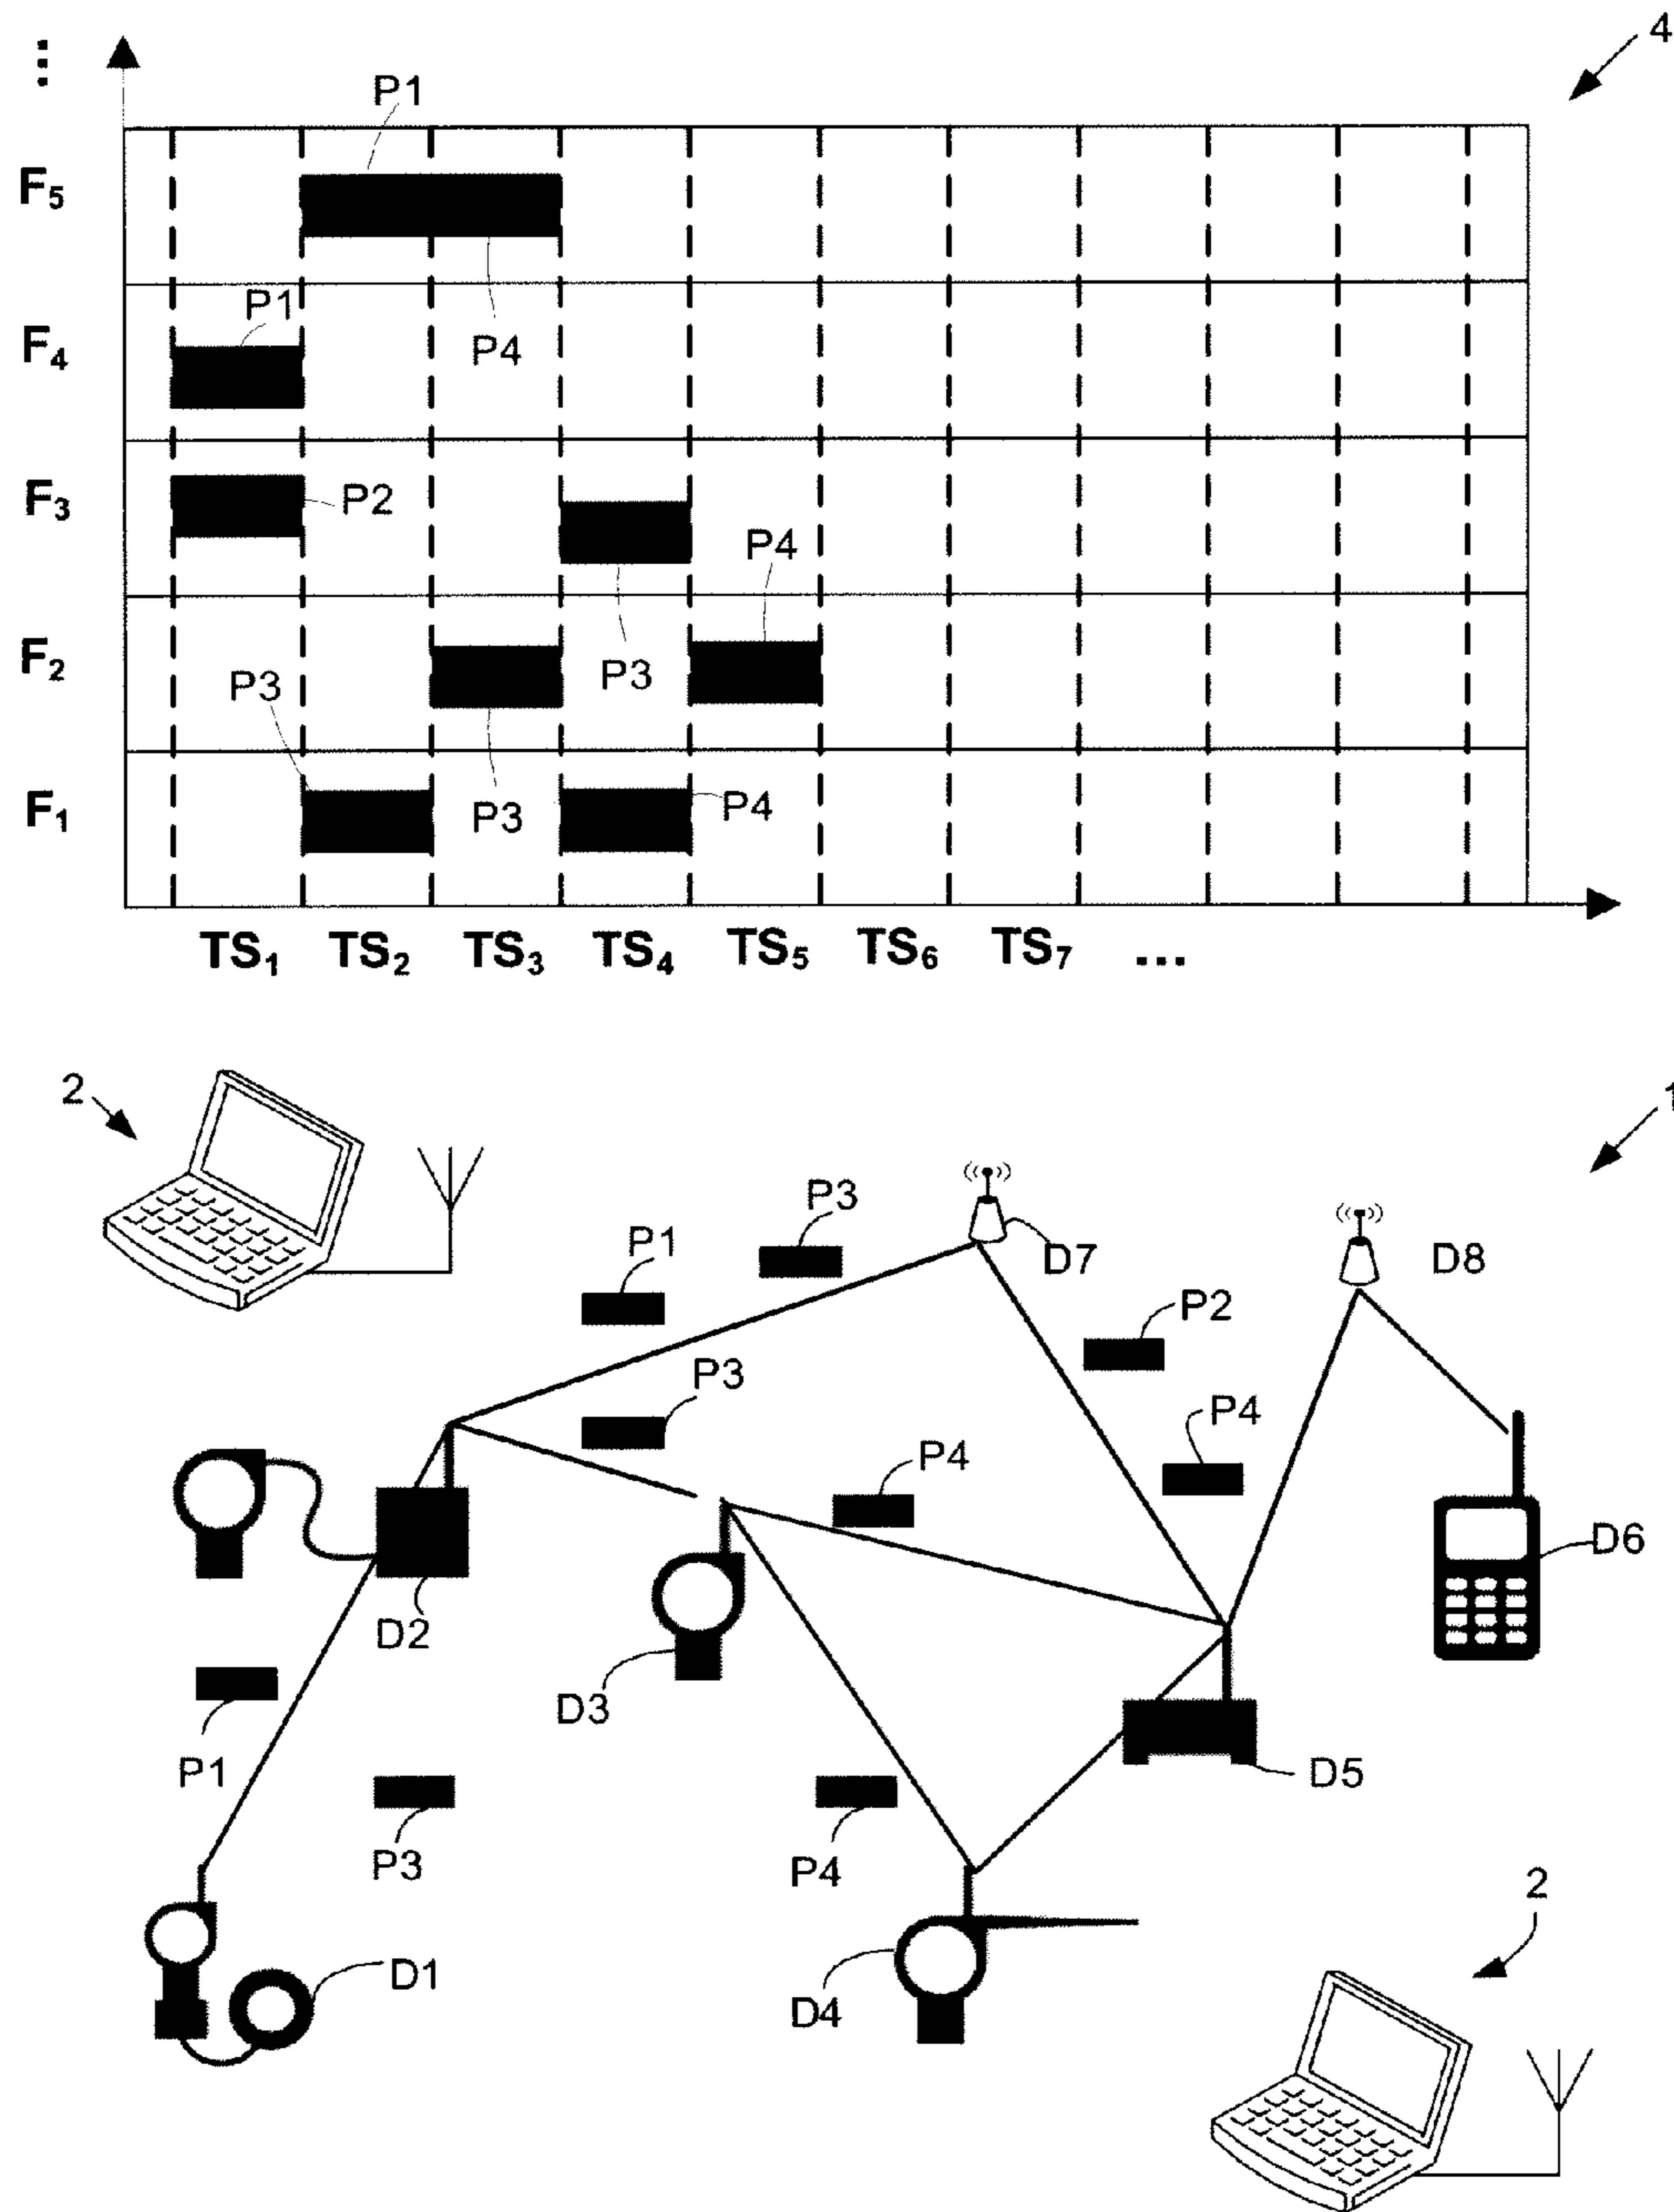 4
⋮
P1
F₅
P1
F₄
P4
F₃
P2
P4
F₂
P3
P3
F₁
P3
P4
TS₁ TS₂ TS₃ TS₄ TS₅ TS₆ TS₇ ...
2
1
P3
P1
D7
D8
P2
P3
P4
P4
D6
D2
D3
P1
D5
P3
P4
2
D1
D4